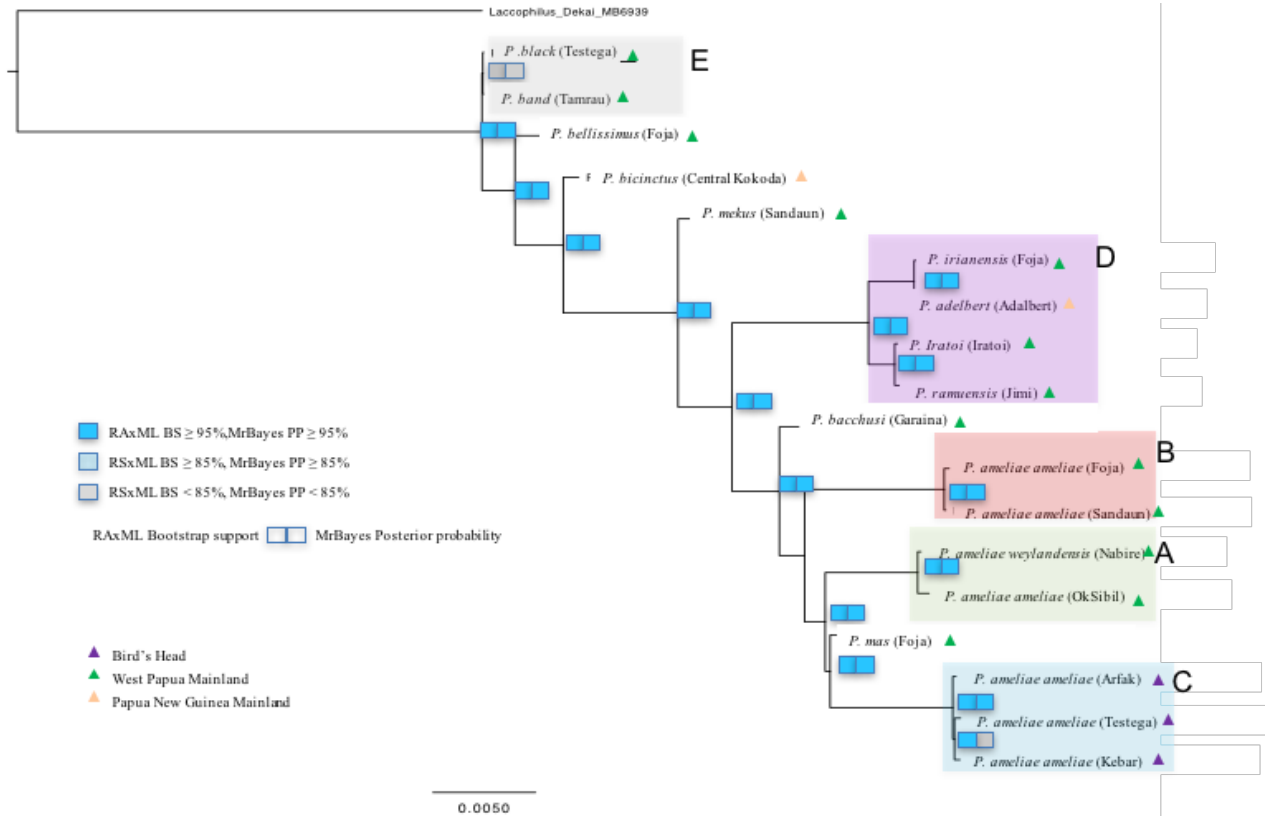 Laccophilus_Dekai_MB6939
P .black (Testega)
E
P. band (Tamrau)
P. bellissimus (Foja)
P. bicinctus (Central Kokoda)
P. mekus (Sandaun)
D
P. irianensis (Foja)
P. adelbert (Adalbert)
P. Iratoi (Iratoi)
P. ramuensis (Jimi)
P. bacchusi (Garaina)
B
P. ameliae ameliae (Foja)
P. ameliae ameliae (Sandaun)
A
P. ameliae weylandensis (Nabire)
P. ameliae ameliae (OkSibil)
P. mas (Foja)
C
P. ameliae ameliae (Arfak)
P. ameliae ameliae (Testega)
P. ameliae ameliae (Kebar)
RAxML BS ≥ 95%, MrBayes PP ≥ 95%
RSxML BS ≥ 85%, MrBayes PP ≥ 85%
RSxML BS < 85%, MrBayes PP < 85%
RAxML Bootstrap support MrBayes Posterior probability
Bird's Head
West Papua Mainland
Papua New Guinea Mainland
0.0050